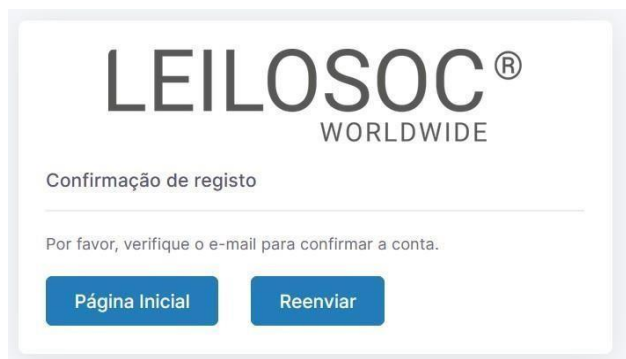 LEILOSOC®
WORLDWIDE
Confirmação de registo
Por favor, verifique o e-mail para confirmar a conta.
Página Inicial
Reenviar